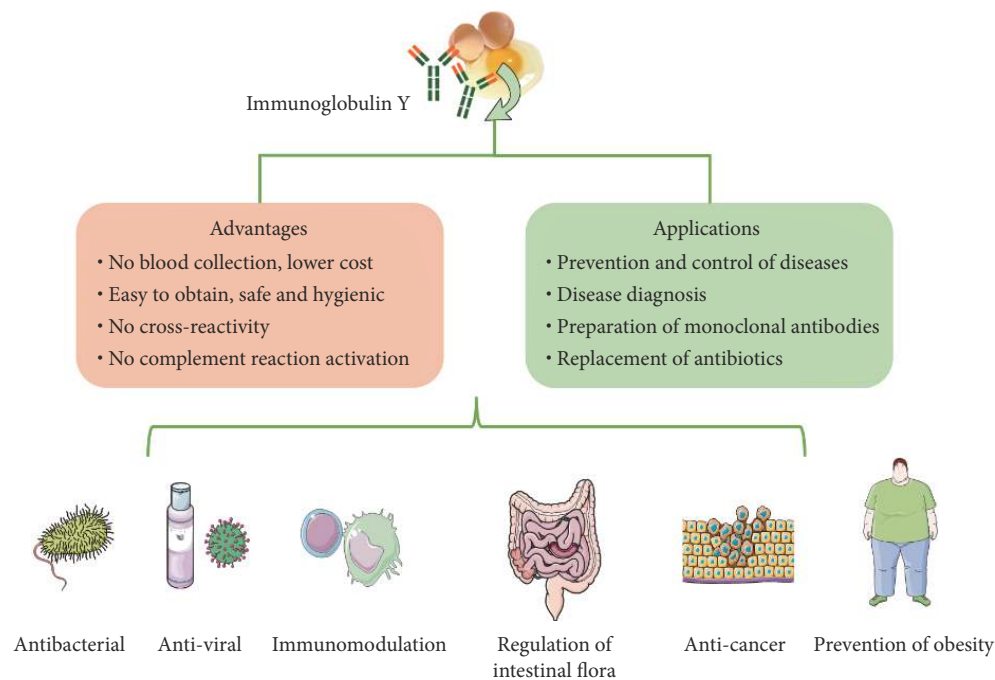 Immunoglobulin Y
Advantages
• No blood collection, lower cost
• Easy to obtain, safe and hygienic
• No cross-reactivity
• No complement reaction activation
Applications
• Prevention and control of diseases
• Disease diagnosis
• Preparation of monoclonal antibodies
• Replacement of antibiotics
Antibacterial
Anti-viral
Immunomodulation
Regulation of
intestinal flora
Anti-cancer
Prevention of obesity